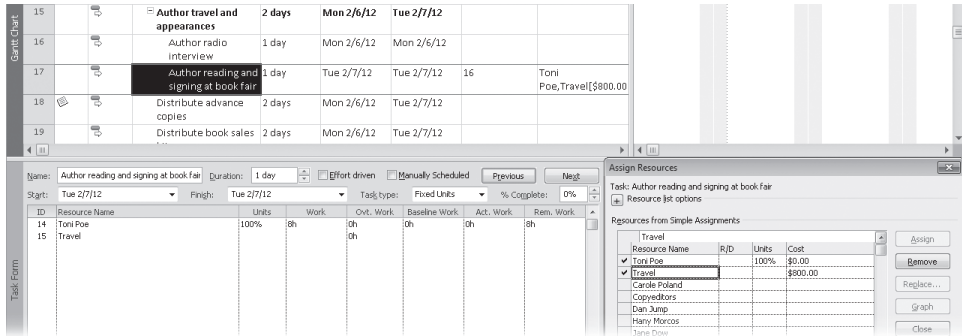 Gantt Chart
15 Author travel and appearances 2 days Mon 2/6/12 Tue 2/7/12
16 Author radio interview 1 day Mon 2/6/12 Mon 2/6/12
17 Author reading and signing at book fair 1 day Tue 2/7/12 Tue 2/7/12 16 Toni Poe,Travel[$800.00
18 Distribute advance copies 2 days Mon 2/6/12 Tue 2/7/12
19 Distribute book sales 2 days Mon 2/6/12 Tue 2/7/12
Task Form
Name: Author reading and signing at book fair Duration: 1 day Effort driven Manually Scheduled Previous Next
Start: Tue 2/7/12 Finish: Tue 2/7/12 Task type: Fixed Units % Complete: 0%
ID Resource Name Units Work Ovt. Work Baseline Work Act. Work Rem. Work
14 Toni Poe 100% 8h 0h 0h 0h 8h
15 Travel 0h
Assign Resources
Task: Author reading and signing at book fair
+ Resource list options
Resources from Simple Assignments
Travel
Resource Name R/D Units Cost
Toni Poe 100% $0.00
Travel $800.00
Carole Poland
Copyeditors
Dan Jump
Hany Morcos
Jane Dow
Assign
Remove
Replace...
Graph
Close